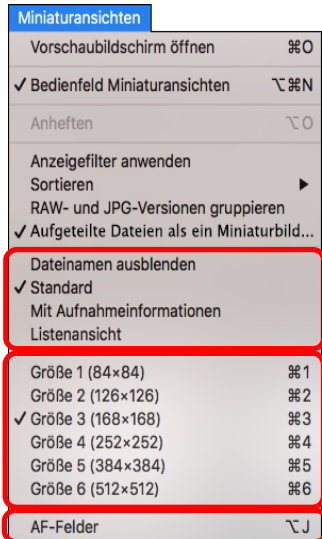 Miniaturansichten
Vorschaubildschirm öffnen ⌘O
✓ Bedienfeld Miniaturansichten ⌥⌘N
Anheften ⌥O
Anzeigefilter anwenden
Sortieren ▶
RAW- und JPG-Versionen gruppieren
✓ Aufgeteilte Dateien als ein Miniaturbild...
Dateinamen ausblenden
✓ Standard
Mit Aufnahmeinformationen
Listenansicht
Größe 1 (84×84) ⌘1
Größe 2 (126×126) ⌘2
✓ Größe 3 (168×168) ⌘3
Größe 4 (252×252) ⌘4
Größe 5 (384×384) ⌘5
Größe 6 (512×512) ⌘6
AF-Felder ⌥J